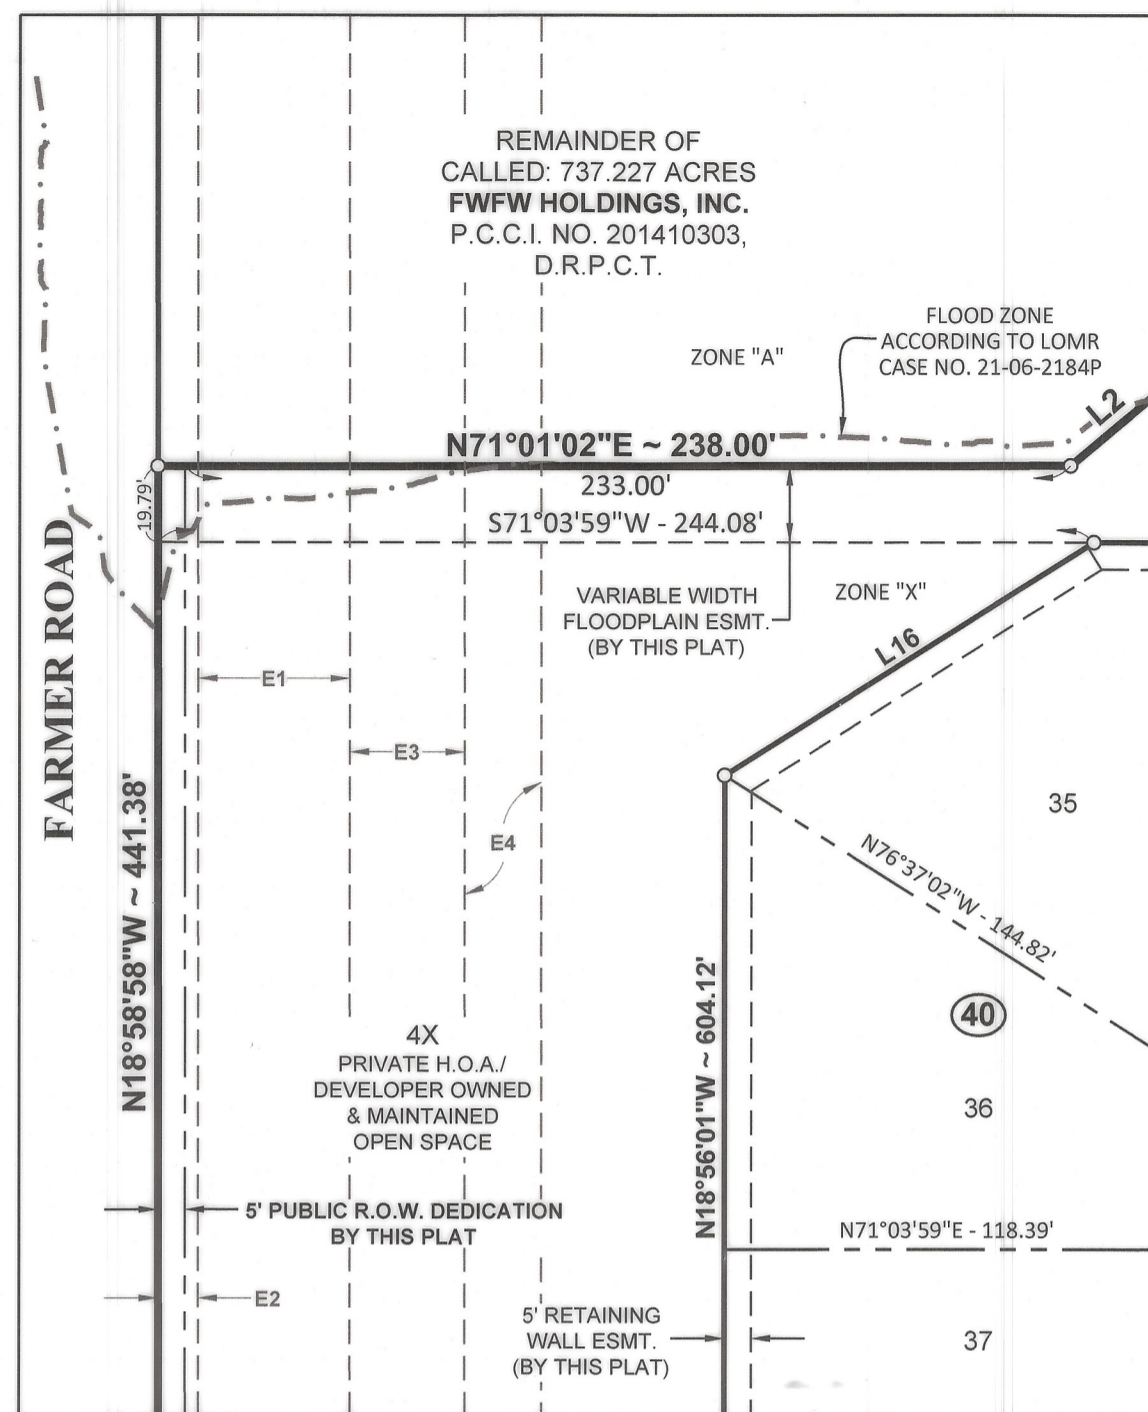 REMAINDER OF
CALLED: 737.227 ACRES
FWFW HOLDINGS, INC.
P.C.C.I. NO. 201410303,
D.R.P.C.T.
FLOOD ZONE
ACCORDING TO LOMR
CASE NO. 21-06-2184P
ZONE "A"
L2
N71°01'02"E ~ 238.00'
233.00'
19.79'
S71°03'59"W - 244.08'
VARIABLE WIDTH
FLOODPLAIN ESMT.
(BY THIS PLAT)
ZONE "X"
L16
FARMER ROAD
E1
E3
E4
35
N76°37'02"W - 144.82'
N18°58'58"W ~ 441.38'
N18°56'01"W ~ 604.12'
40
4X
PRIVATE H.O.A./
DEVELOPER OWNED
& MAINTAINED
OPEN SPACE
36
5' PUBLIC R.O.W. DEDICATION
BY THIS PLAT
N71°03'59"E - 118.39'
E2
5' RETAINING
WALL ESMT.
(BY THIS PLAT)
37